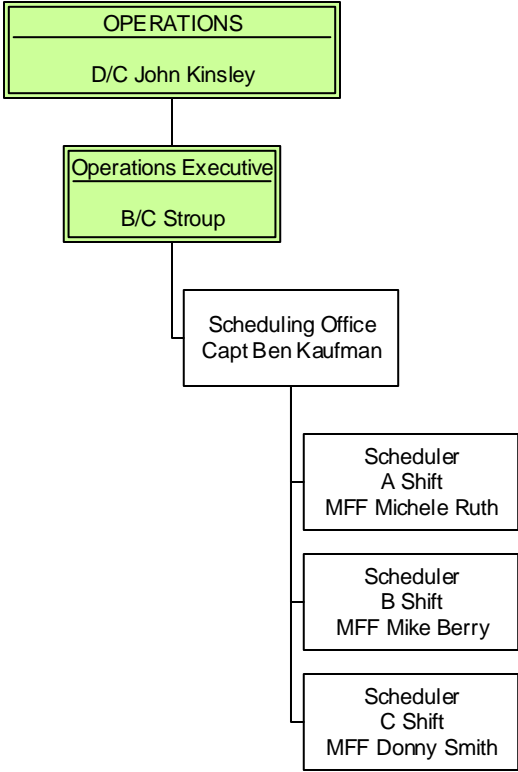 OPERATIONS
D/C John Kinsley
Operations Executive
B/C Stroup
Scheduling Office
Capt Ben Kaufman
Scheduler
A Shift
MFF Michele Ruth
Scheduler
B Shift
MFF Mike Berry
Scheduler
C Shift
MFF Donny Smith